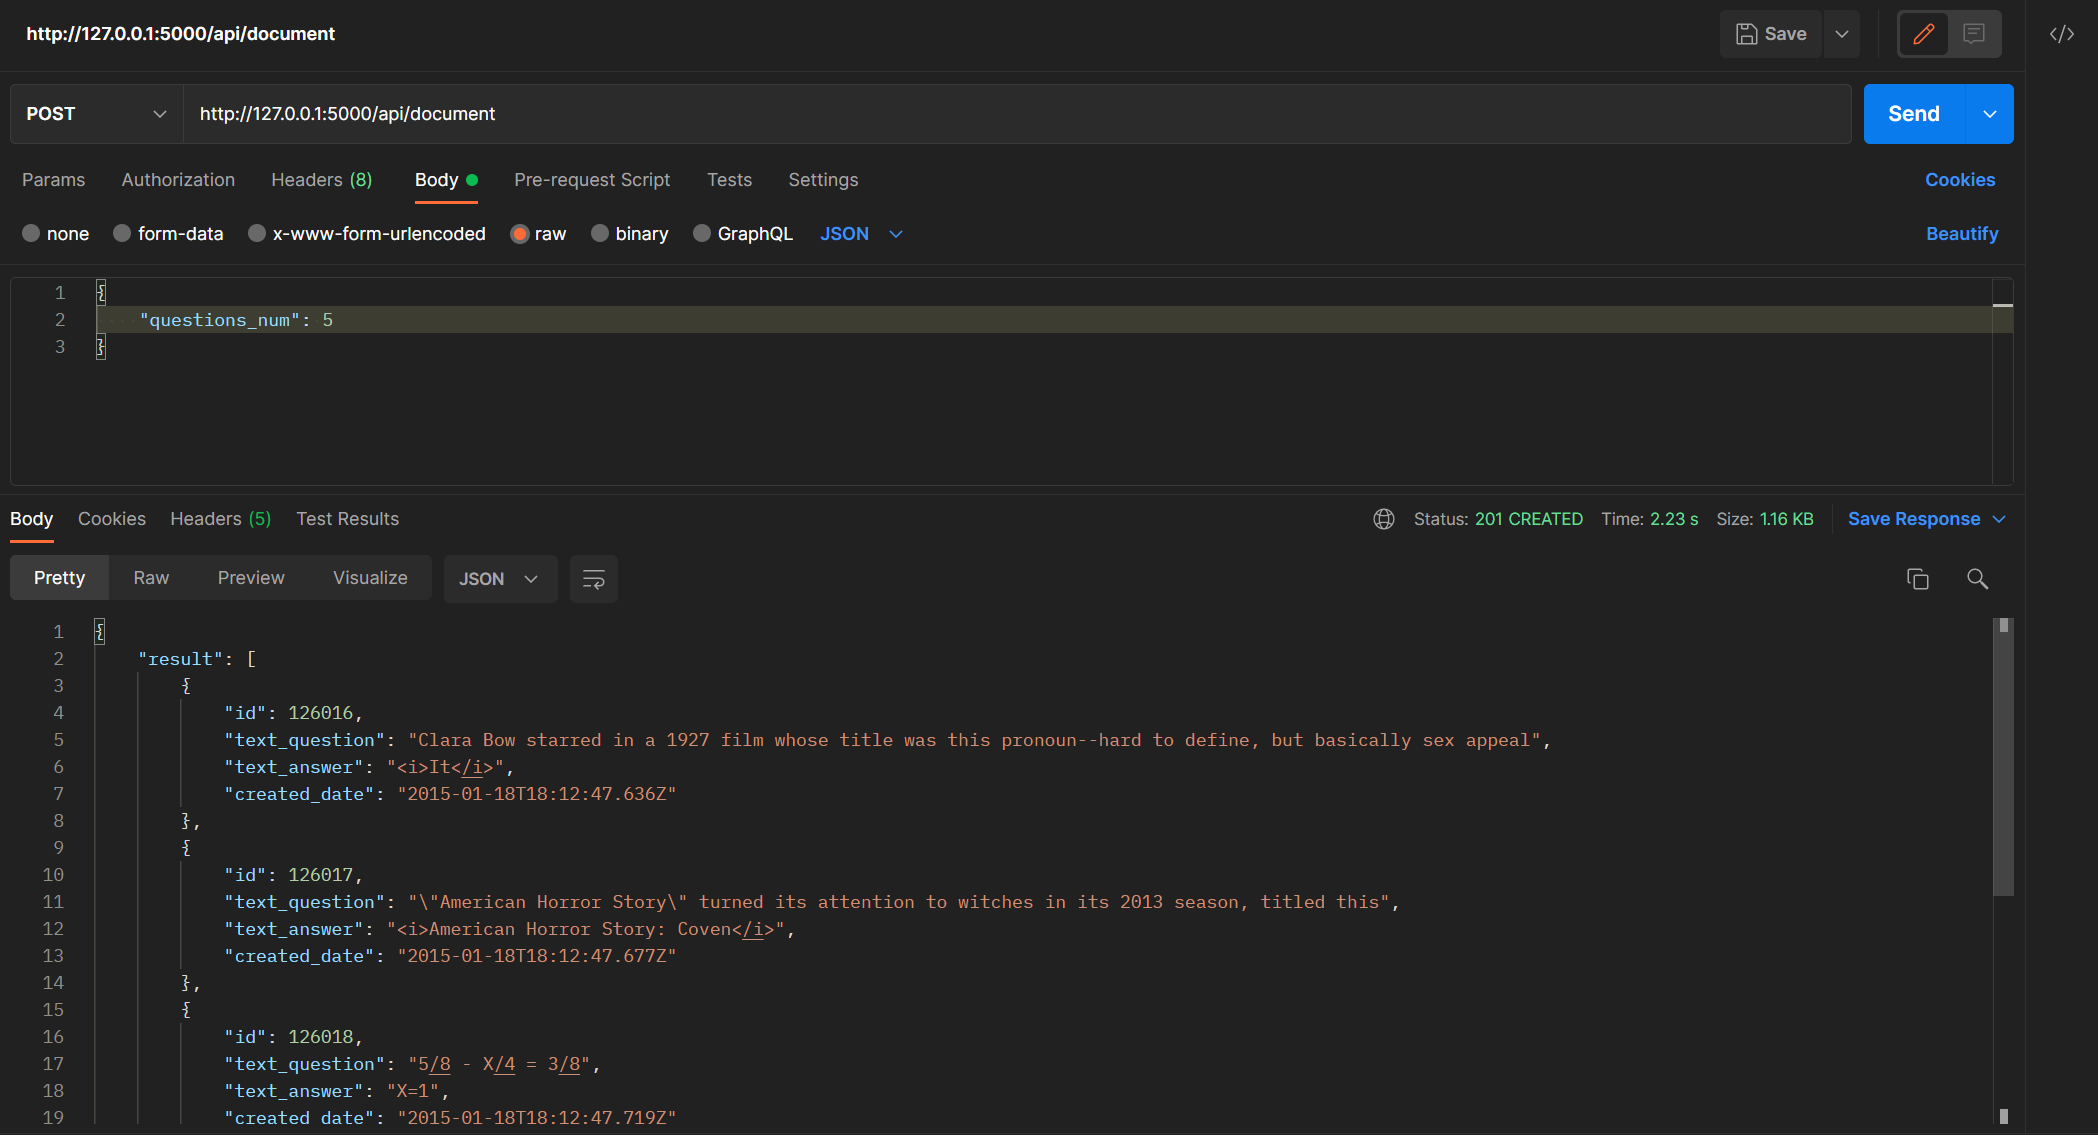 http://127.0.0.1:5000/api/document
Save
POST http://127.0.0.1:5000/api/document Send
Params Authorization Headers (8) Body Pre-request Script Tests Settings Cookies
none form-data x-www-form-urlencoded raw binary GraphQL JSON Beautify
1 {
2 "questions_num": 5
3 }
Body Cookies Headers (5) Test Results Status: 201 CREATED Time: 2.23 s Size: 1.16 KB Save Response
Pretty Raw Preview Visualize JSON
1 {
2 "result": [
3 {
4 "id": 126016,
5 "text_question": "Clara Bow starred in a 1927 film whose title was this pronoun--hard to define, but basically sex appeal",
6 "text_answer": "<i>It</i>",
7 "created_date": "2015-01-18T18:12:47.636Z"
8 },
9 {
10 "id": 126017,
11 "text_question": "\"American Horror Story\" turned its attention to witches in its 2013 season, titled this",
12 "text_answer": "<i>American Horror Story: Coven</i>",
13 "created_date": "2015-01-18T18:12:47.677Z"
14 },
15 {
16 "id": 126018,
17 "text_question": "5/8 - X/4 = 3/8",
18 "text_answer": "X=1",
19 "created_date": "2015-01-18T18:12:47.719Z"